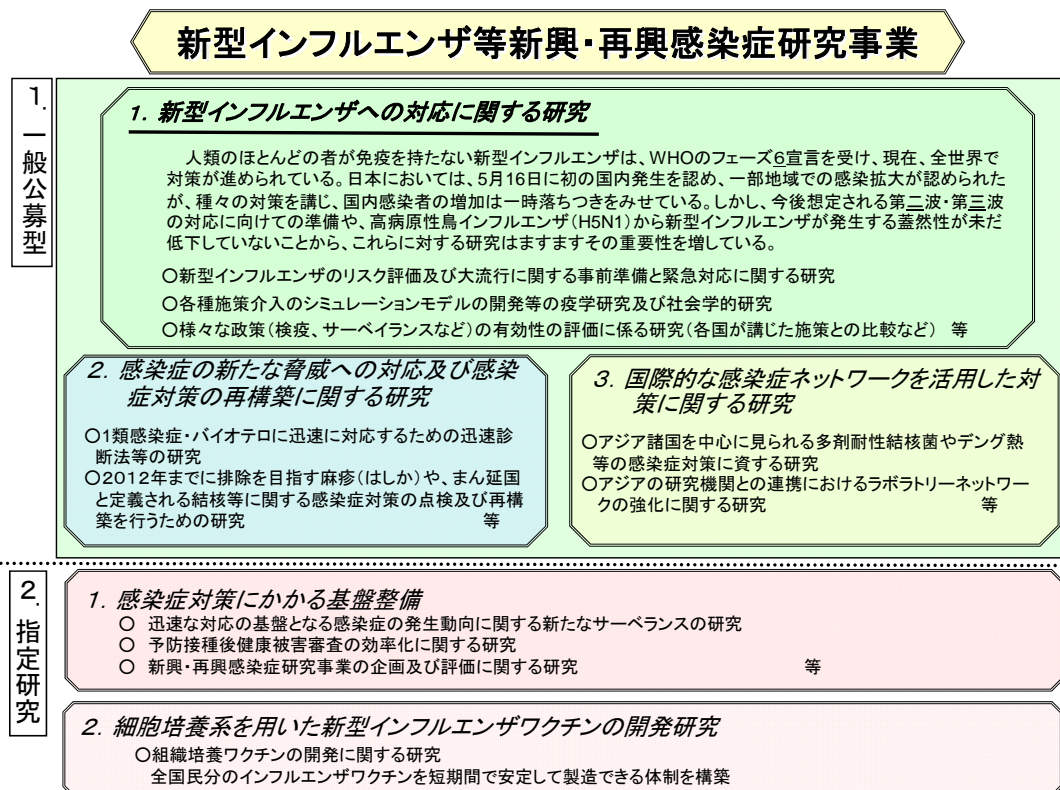 新型インフルエンザ等新興・再興感染症研究事業
1.一般公募型
1. 新型インフルエンザへの対応に関する研究
人類のほとんどの者が免疫を持たない新型インフルエンザは、WHOのフェーズ6宣言を受け、現在、全世界で
対策が進められている。日本においては、5月16日に初の国内発生を認め、一部地域での感染拡大が認められた
が、種々の対策を講じ、国内感染者の増加は一時落ちつきをみせている。しかし、今後想定される第二波・第三波
の対応に向けての準備や、高病原性鳥インフルエンザ(H5N1)から新型インフルエンザが発生する蓋然性が未だ
低下していないことから、これらに対する研究はますますその重要性を増している。
○新型インフルエンザのリスク評価及び大流行に関する事前準備と緊急対応に関する研究
○各種施策介入のシミュレーションモデルの開発等の疫学研究及び社会学的研究
○様々な政策(検疫、サーベイランスなど)の有効性の評価に係る研究(各国が講じた施策との比較など) 等
2. 感染症の新たな脅威への対応及び感染
症対策の再構築に関する研究
○1類感染症・バイオテロに迅速に対応するための迅速診
断法等の研究
○2012年までに排除を目指す麻疹(はしか)や、まん延国
と定義される結核等に関する感染症対策の点検及び再構
築を行うための研究 等
3. 国際的な感染症ネットワークを活用した対
策に関する研究
○アジア諸国を中心に見られる多剤耐性結核菌やデング熱
等の感染症対策に資する研究
○アジアの研究機関との連携におけるラボラトリーネットワー
クの強化に関する研究 等
2.指定研究
1. 感染症対策にかかる基盤整備
○ 迅速な対応の基盤となる感染症の発生動向に関する新たなサーベランスの研究
○ 予防接種後健康被害審査の効率化に関する研究
○ 新興・再興感染症研究事業の企画及び評価に関する研究 等
2. 細胞培養系を用いた新型インフルエンザワクチンの開発研究
○組織培養ワクチンの開発に関する研究
全国民分のインフルエンザワクチンを短期間で安定して製造できる体制を構築